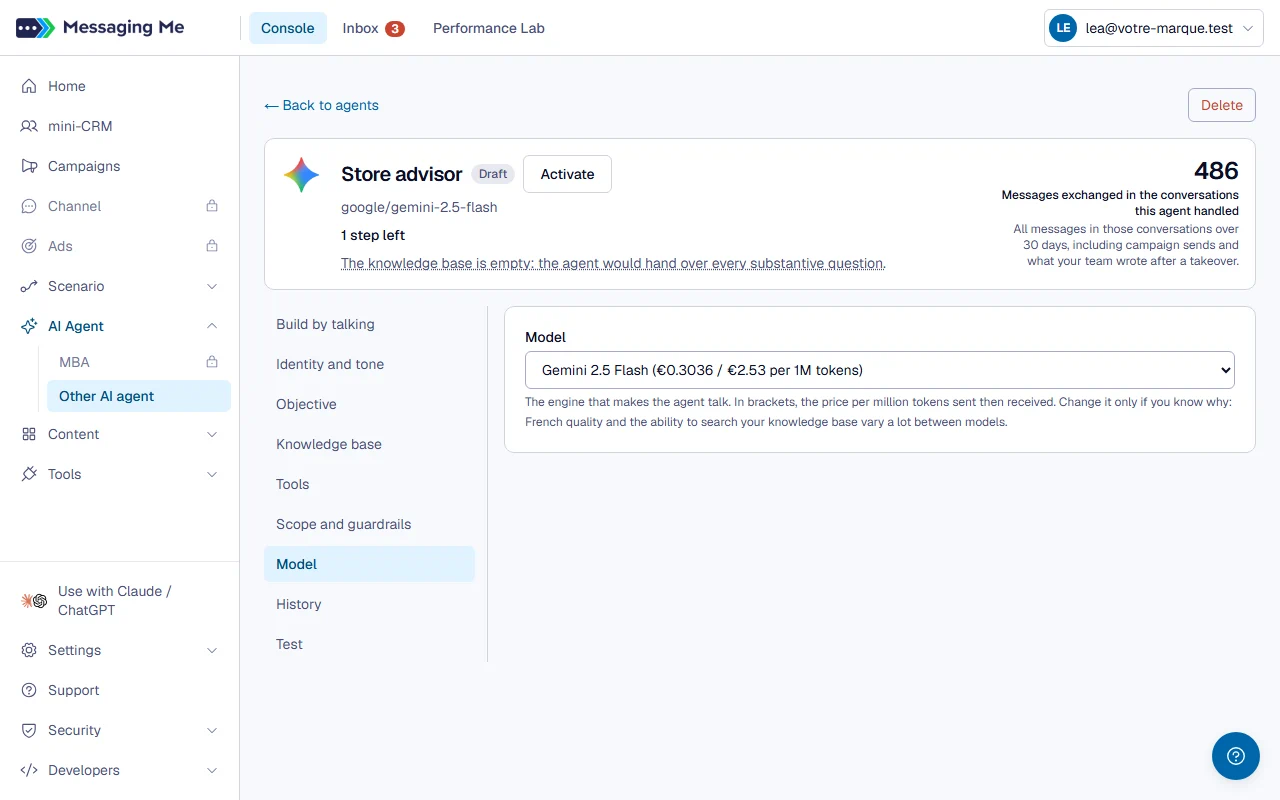 Messaging Me
Console
Inbox 3
Performance Lab
LE lea@votre-marque.test
Home
mini-CRM
Campaigns
Channel
Ads
Scenario
AI Agent
MBA
Other AI agent
Content
Tools
Use with Claude /
ChatGPT
Settings
Support
Security
Developers
← Back to agents
Delete
Store advisor Draft Activate
google/gemini-2.5-flash
1 step left
The knowledge base is empty: the agent would hand over every substantive question.
486
Messages exchanged in the conversations
this agent handled
All messages in those conversations over
30 days, including campaign sends and
what your team wrote after a takeover.
Build by talking
Identity and tone
Objective
Knowledge base
Tools
Scope and guardrails
Model
History
Test
Model
Gemini 2.5 Flash (€0.3036 / €2.53 per 1M tokens)
The engine that makes the agent talk. In brackets, the price per million tokens sent then received. Change it only if you know why:
French quality and the ability to search your knowledge base vary a lot between models.